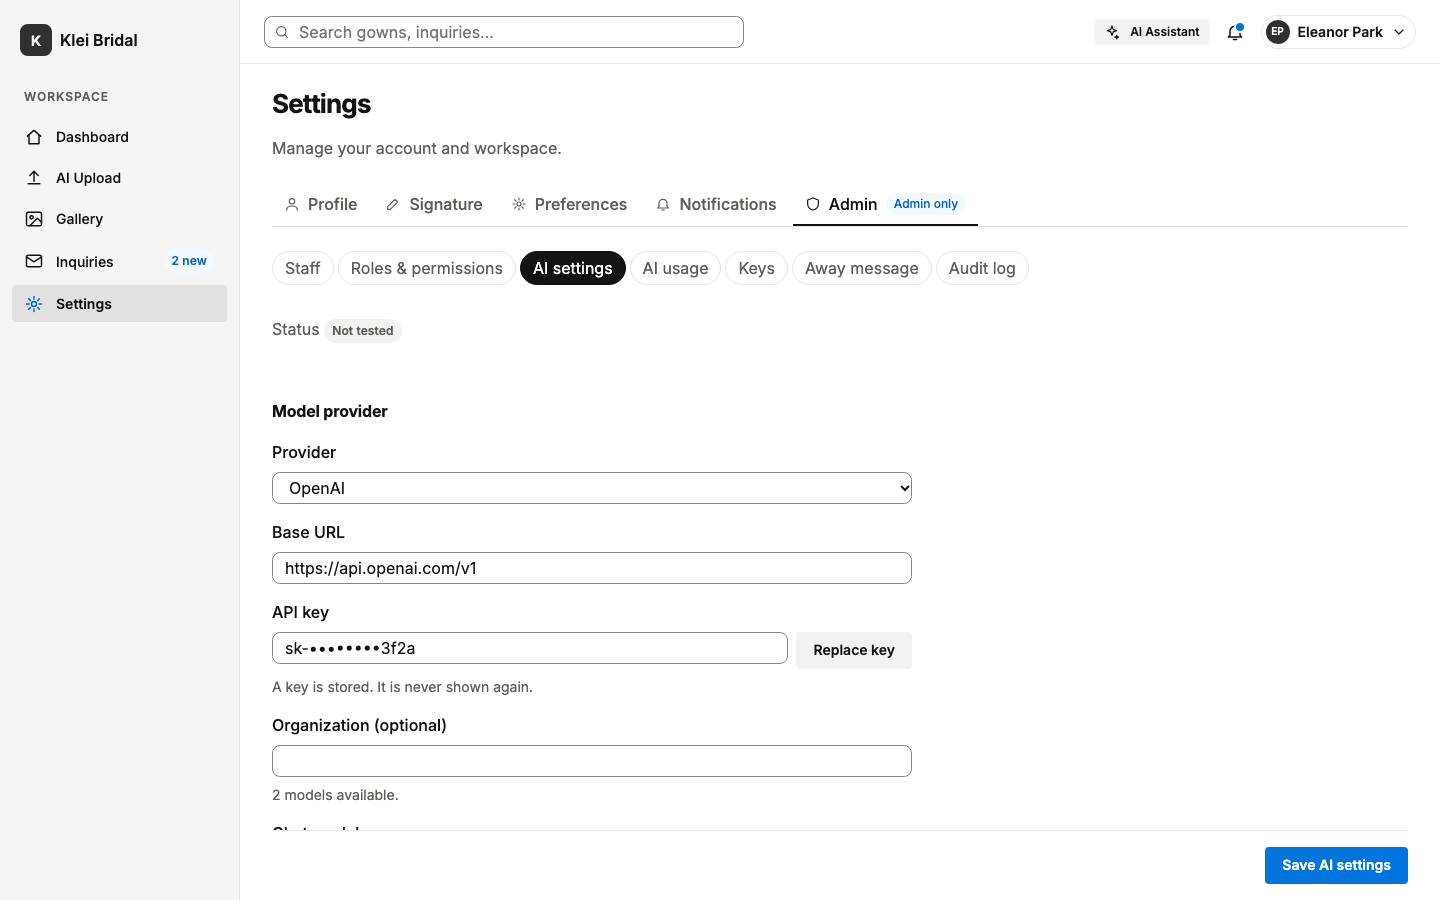 K Klei Bridal
Search gowns, inquiries...
AI Assistant
EP Eleanor Park
WORKSPACE
Dashboard
AI Upload
Gallery
Inquiries 2 new
Settings
Settings
Manage your account and workspace.
Profile Signature Preferences Notifications Admin Admin only
Staff Roles & permissions AI settings AI usage Keys Away message Audit log
Status Not tested
Model provider
Provider
OpenAI
Base URL
https://api.openai.com/v1
API key
sk-••••••••3f2a Replace key
A key is stored. It is never shown again.
Organization (optional)
2 models available.
Save AI settings